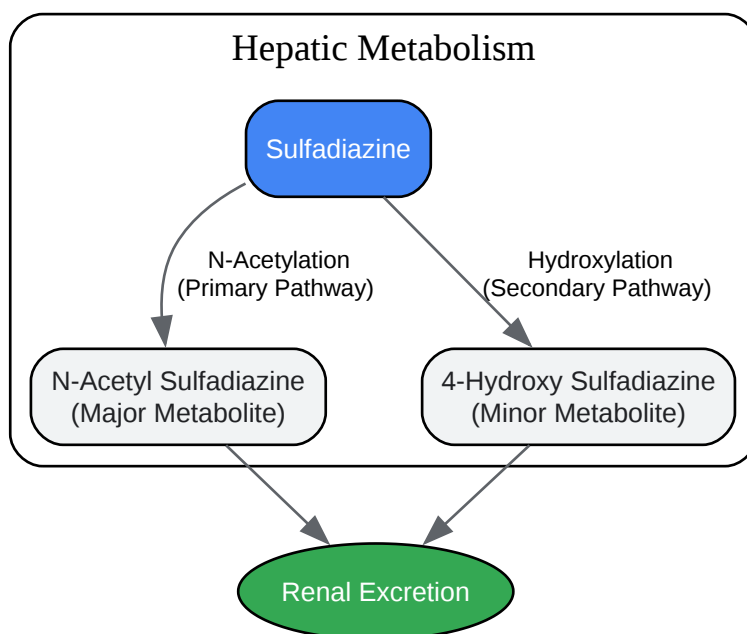 Hepatic Metabolism
Sulfadiazine
N-Acetylation
(Primary Pathway)
Hydroxylation
(Secondary Pathway)
N-Acetyl Sulfadiazine
(Major Metabolite)
4-Hydroxy Sulfadiazine
(Minor Metabolite)
Renal Excretion